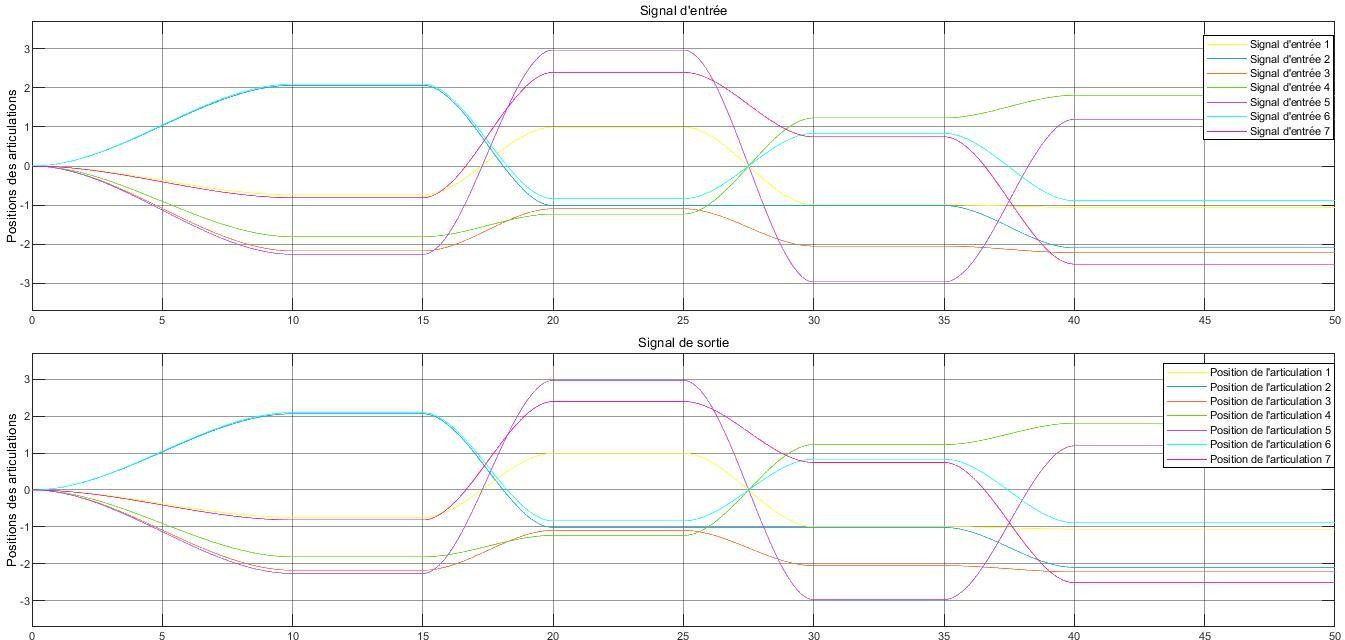 Signal d'entrée
Positions des articulations
3
2
1
0
-1
-2
-3
0 5 10 15 20 25 30 35 40 45 50
Signal d'entrée 1
Signal d'entrée 2
Signal d'entrée 3
Signal d'entrée 4
Signal d'entrée 5
Signal d'entrée 6
Signal d'entrée 7
Signal de sortie
Positions des articulations
3
2
1
0
-1
-2
-3
0 5 10 15 20 25 30 35 40 45 50
Position de l'articulation 1
Position de l'articulation 2
Position de l'articulation 3
Position de l'articulation 4
Position de l'articulation 5
Position de l'articulation 6
Position de l'articulation 7